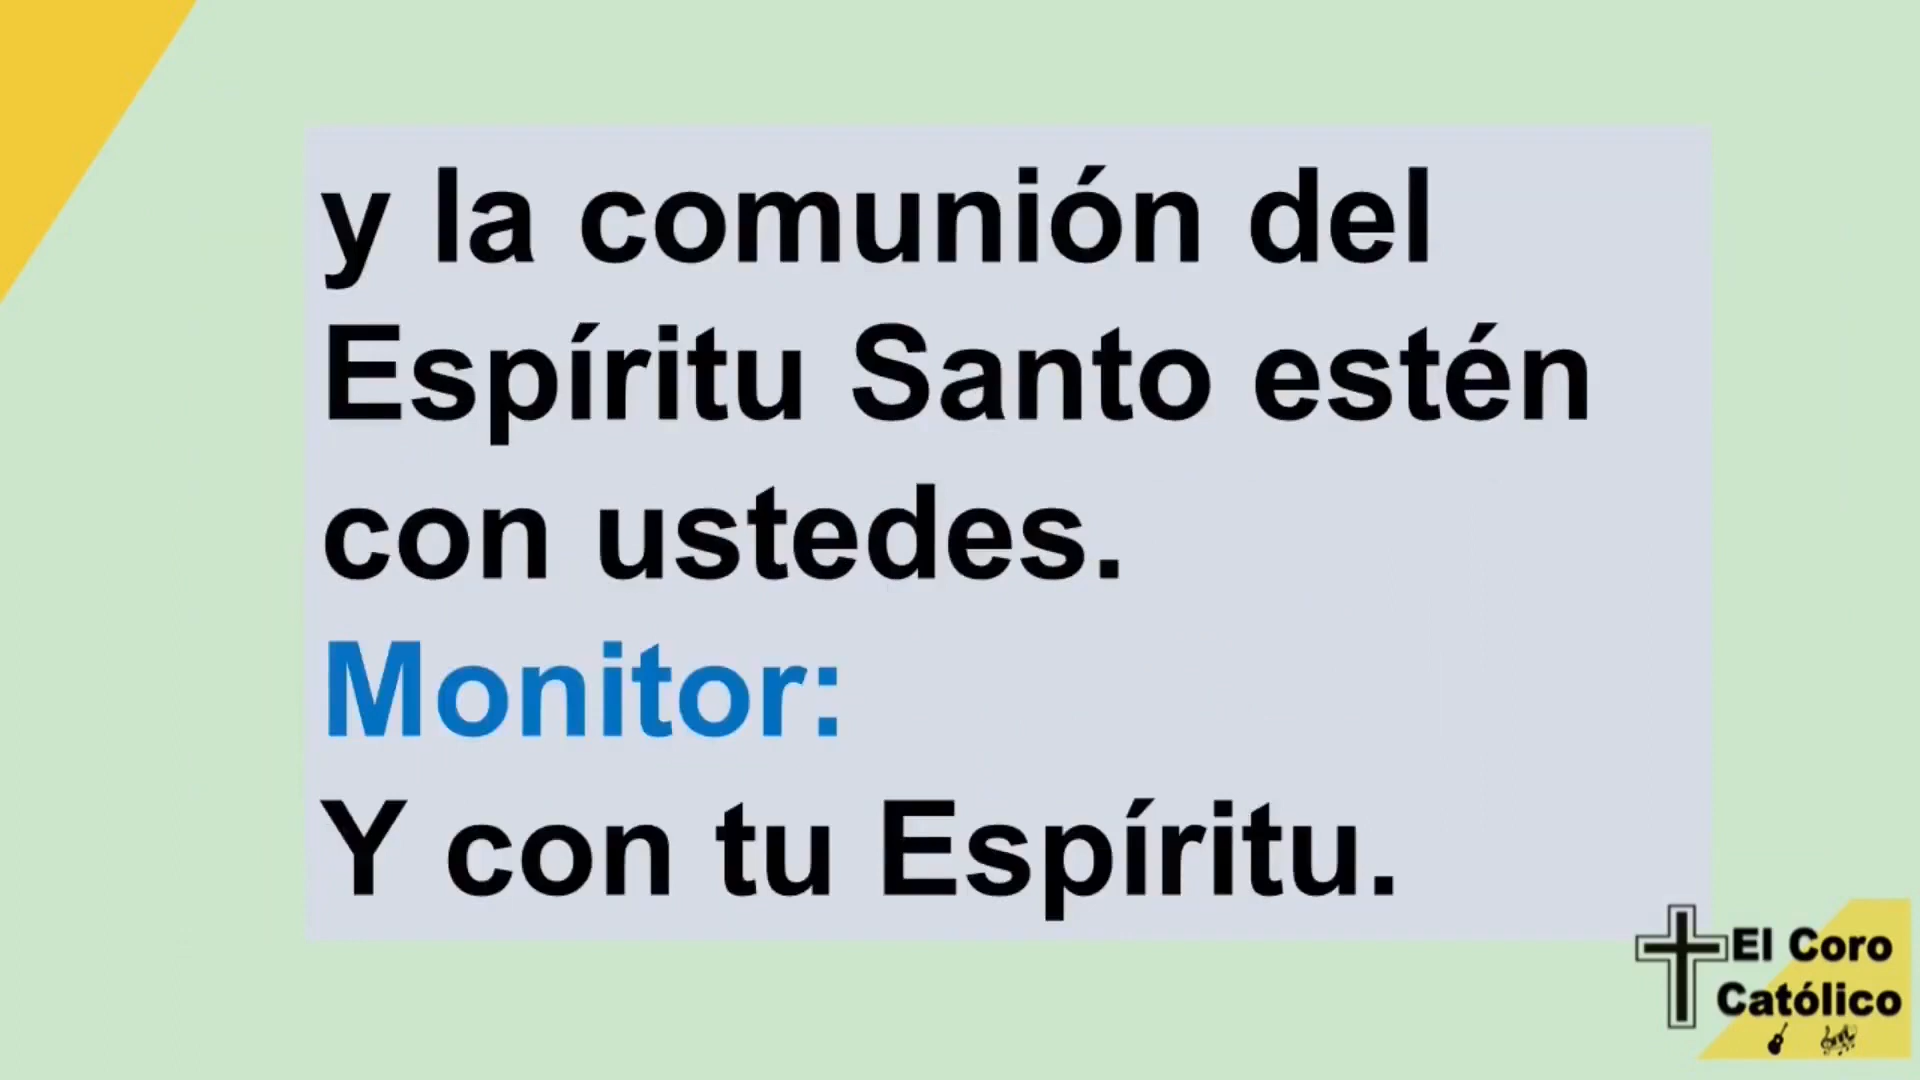 y la comunión del
Espíritu Santo estén
con ustedes.
Monitor:
Y con tu Espíritu.
El Coro
Católico